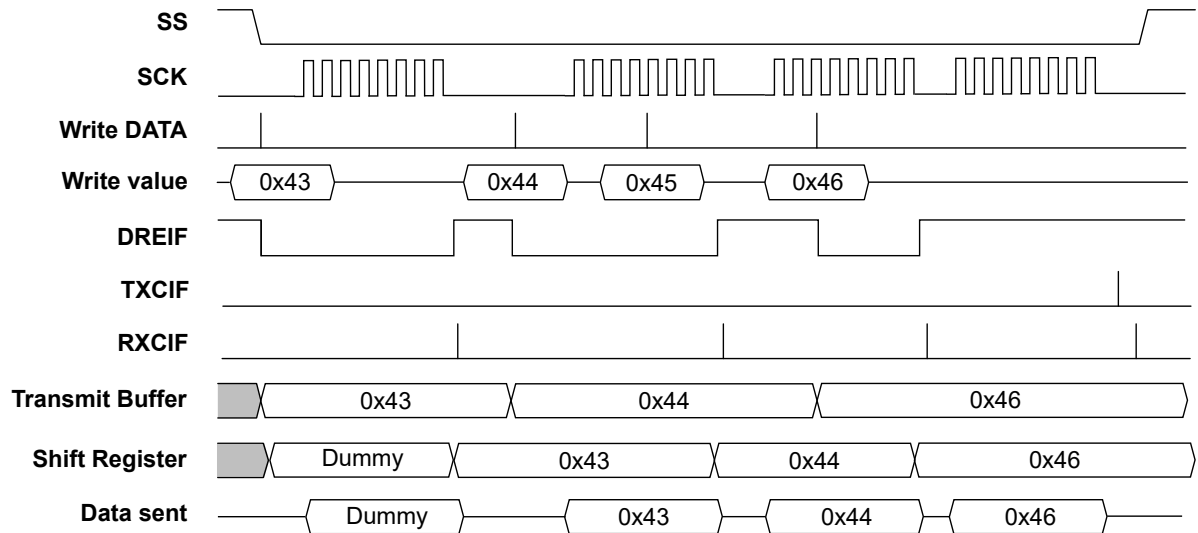 SS
SCK
Write DATA
Write value 0x43 0x44 0x45 0x46
DREIF
TXCIF
RXCIF
Transmit Buffer 0x43 0x44 0x46
Shift Register Dummy 0x43 0x44 0x46
Data sent Dummy 0x43 0x44 0x46